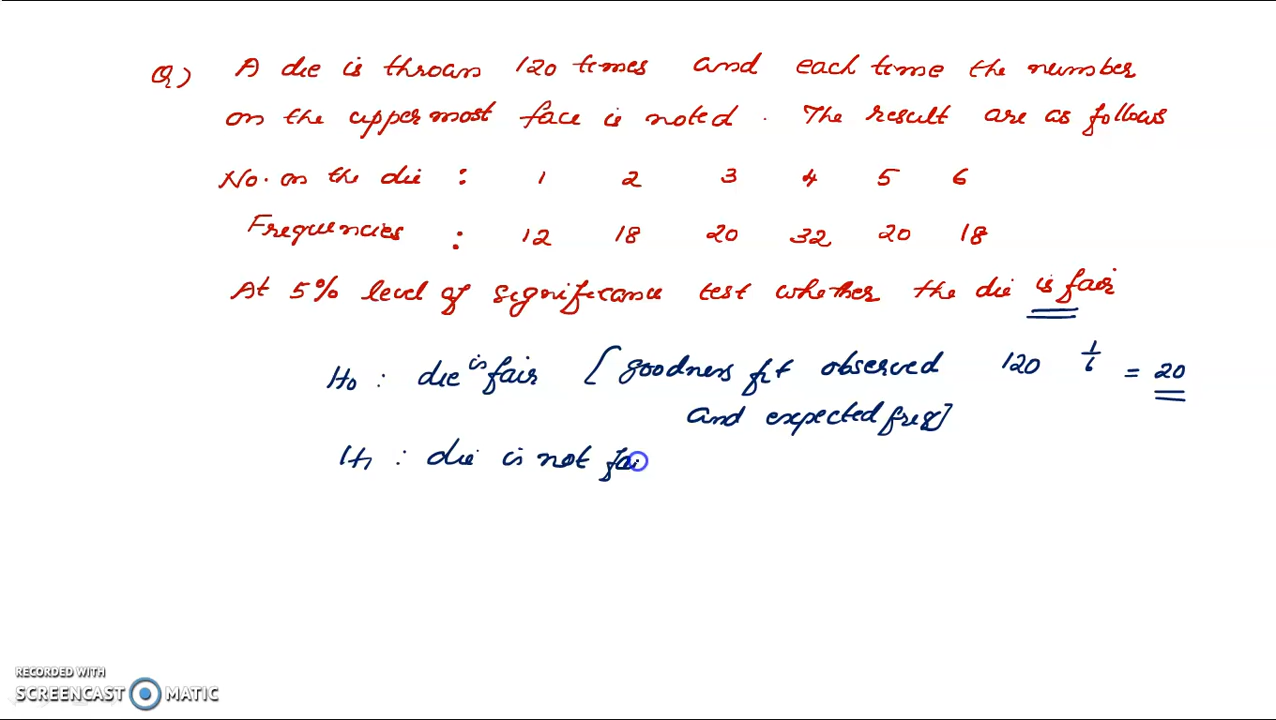 Q) A die is thrown 120 times and each time the number
on the uppermost face is noted. The result are as follows
No. on the die : 1 2 3 4 5 6
Frequencies : 12 18 20 32 20 18
At 5% level of significance test whether the die is fair
H0 : die is fair [goodness fit observed 120 1/6 = 20
and expected freq]
H1 : die is not fai
RECORDED WITH
SCREENCAST MATIC